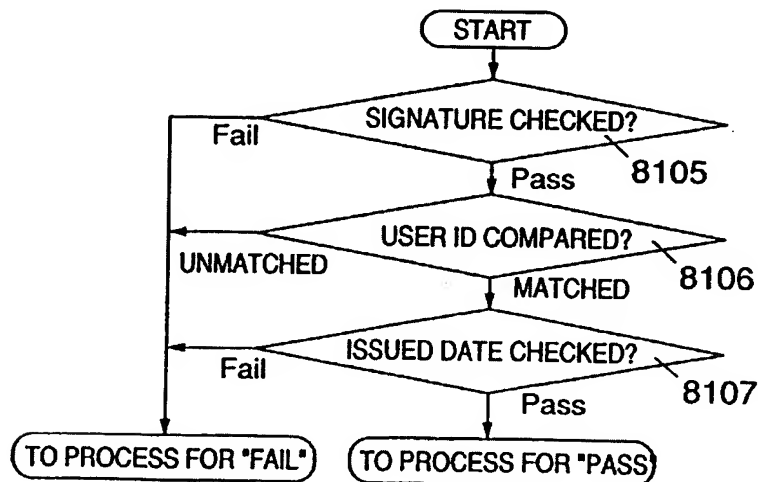 START
SIGNATURE CHECKED?
Fail
8105
Pass
USER ID COMPARED?
UNMATCHED
8106
MATCHED
ISSUED DATE CHECKED?
Fail
8107
Pass
TO PROCESS FOR "FAIL"
TO PROCESS FOR "PASS"